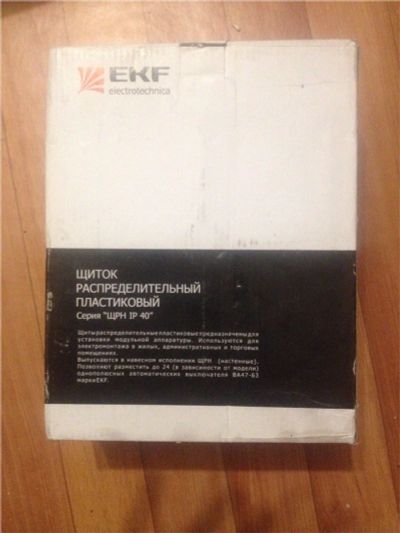 EKF
electrotechnica
ЩИТОК
РАСПРЕДЕЛИТЕЛЬНЫЙ
ПЛАСТИКОВЫЙ
Серия "ЩРН IP 40"
Щиты распределительные пластиковые предназначены для
установки модульной аппаратуры. Используются для
электромонтажа в жилых, административных и торговых
помещениях.
Выпускаются в навесном исполнении ЩРН (настенные).
Позволяют разместить до 24 (в зависимости от модели)
однополюсных автоматических выключателя ВА47-63
марки EKF.